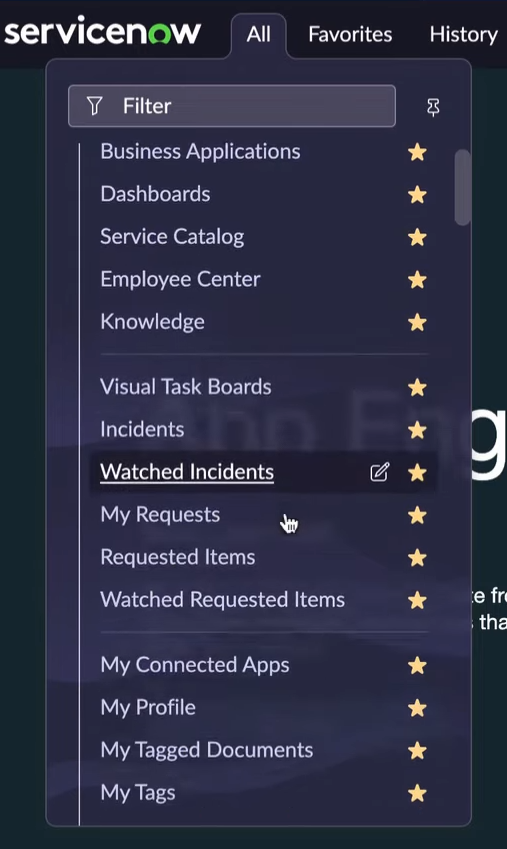 servicenow All Favorites History
Filter
Business Applications
Dashboards
Service Catalog
Employee Center
Knowledge
Visual Task Boards
Incidents
Watched Incidents
My Requests
Requested Items
Watched Requested Items
My Connected Apps
My Profile
My Tagged Documents
My Tags